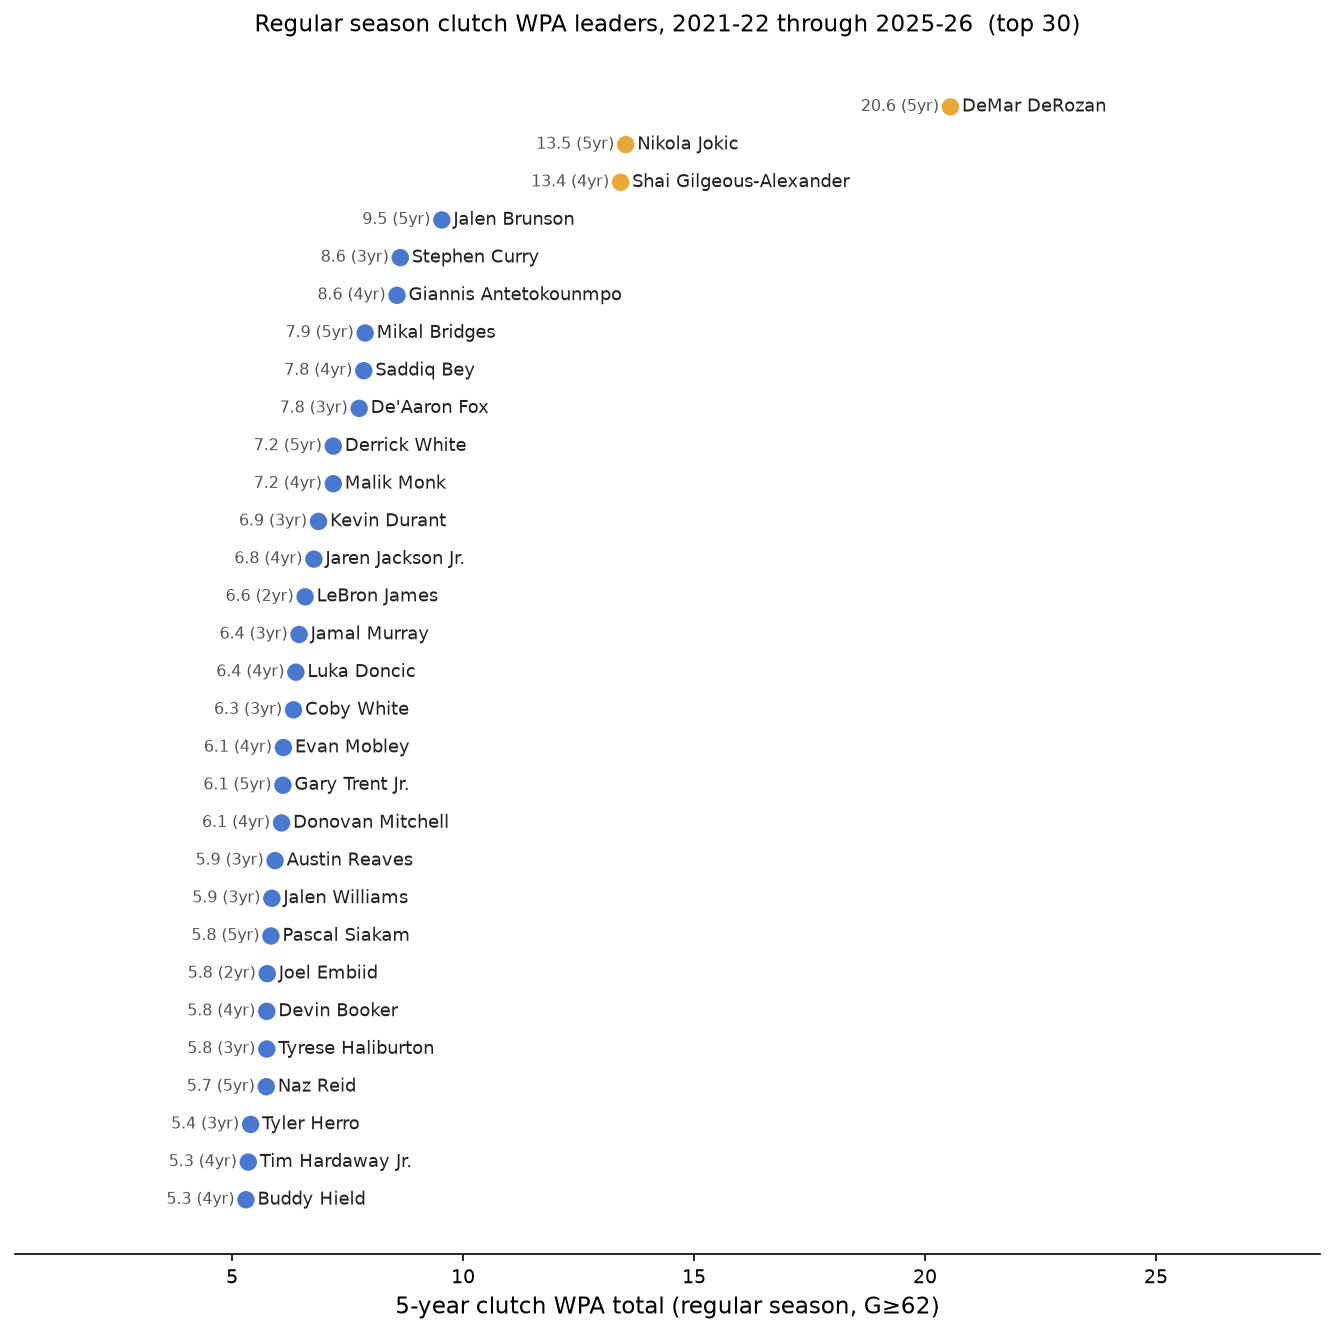 Regular season clutch WPA leaders, 2021-22 through 2025-26 (top 30)
20.6 (5yr) DeMar DeRozan
13.5 (5yr) Nikola Jokic
13.4 (4yr) Shai Gilgeous-Alexander
9.5 (5yr) Jalen Brunson
8.6 (3yr) Stephen Curry
8.6 (4yr) Giannis Antetokounmpo
7.9 (5yr) Mikal Bridges
7.8 (4yr) Saddiq Bey
7.8 (3yr) De'Aaron Fox
7.2 (5yr) Derrick White
7.2 (4yr) Malik Monk
6.9 (3yr) Kevin Durant
6.8 (4yr) Jaren Jackson Jr.
6.6 (2yr) LeBron James
6.4 (3yr) Jamal Murray
6.4 (4yr) Luka Doncic
6.3 (3yr) Coby White
6.1 (4yr) Evan Mobley
6.1 (5yr) Gary Trent Jr.
6.1 (4yr) Donovan Mitchell
5.9 (3yr) Austin Reaves
5.9 (3yr) Jalen Williams
5.8 (5yr) Pascal Siakam
5.8 (2yr) Joel Embiid
5.8 (4yr) Devin Booker
5.8 (3yr) Tyrese Haliburton
5.7 (5yr) Naz Reid
5.4 (3yr) Tyler Herro
5.3 (4yr) Tim Hardaway Jr.
5.3 (4yr) Buddy Hield
5 10 15 20 25
5-year clutch WPA total (regular season, G≥62)